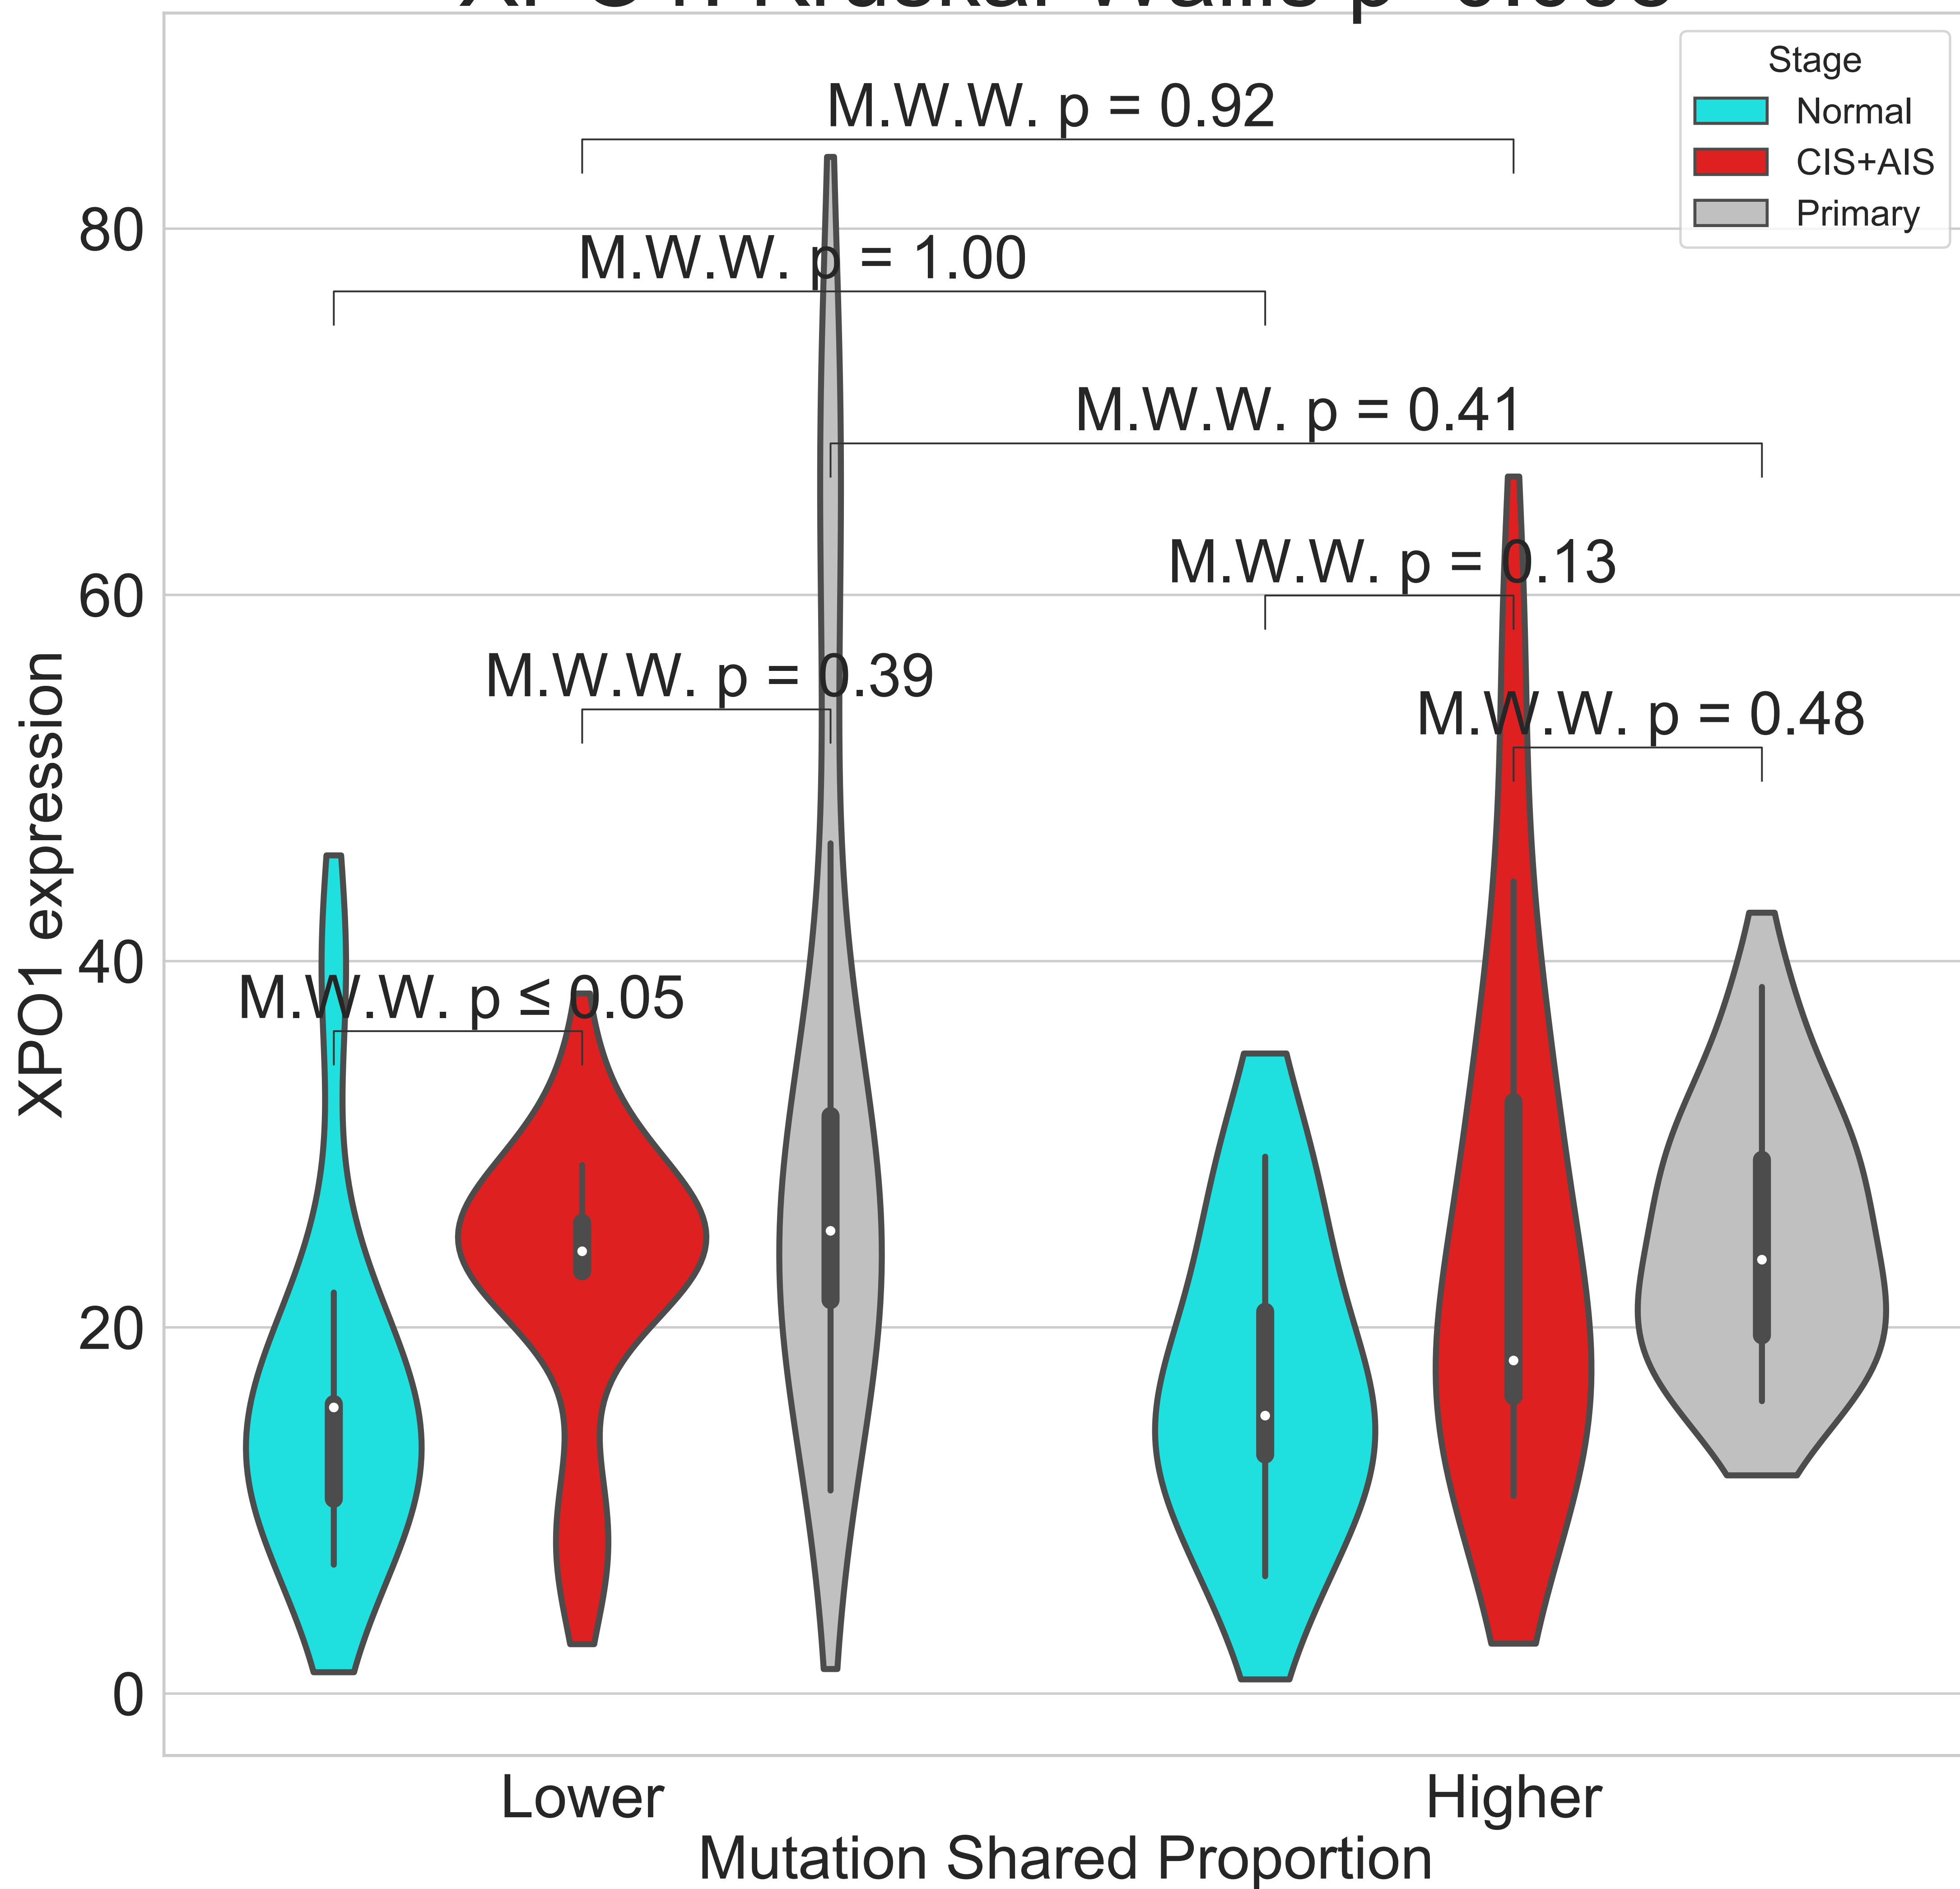 Stage
Normal
CIS+AIS
Primary
M.W.W. p = 0.92
M.W.W. p = 1.00
M.W.W. p = 0.41
M.W.W. p = 0.13
M.W.W. p = 0.39
M.W.W. p = 0.48
M.W.W. p ≤ 0.05
80
60
40
20
0
XPO1 expression
Lower
Higher
Mutation Shared Proportion